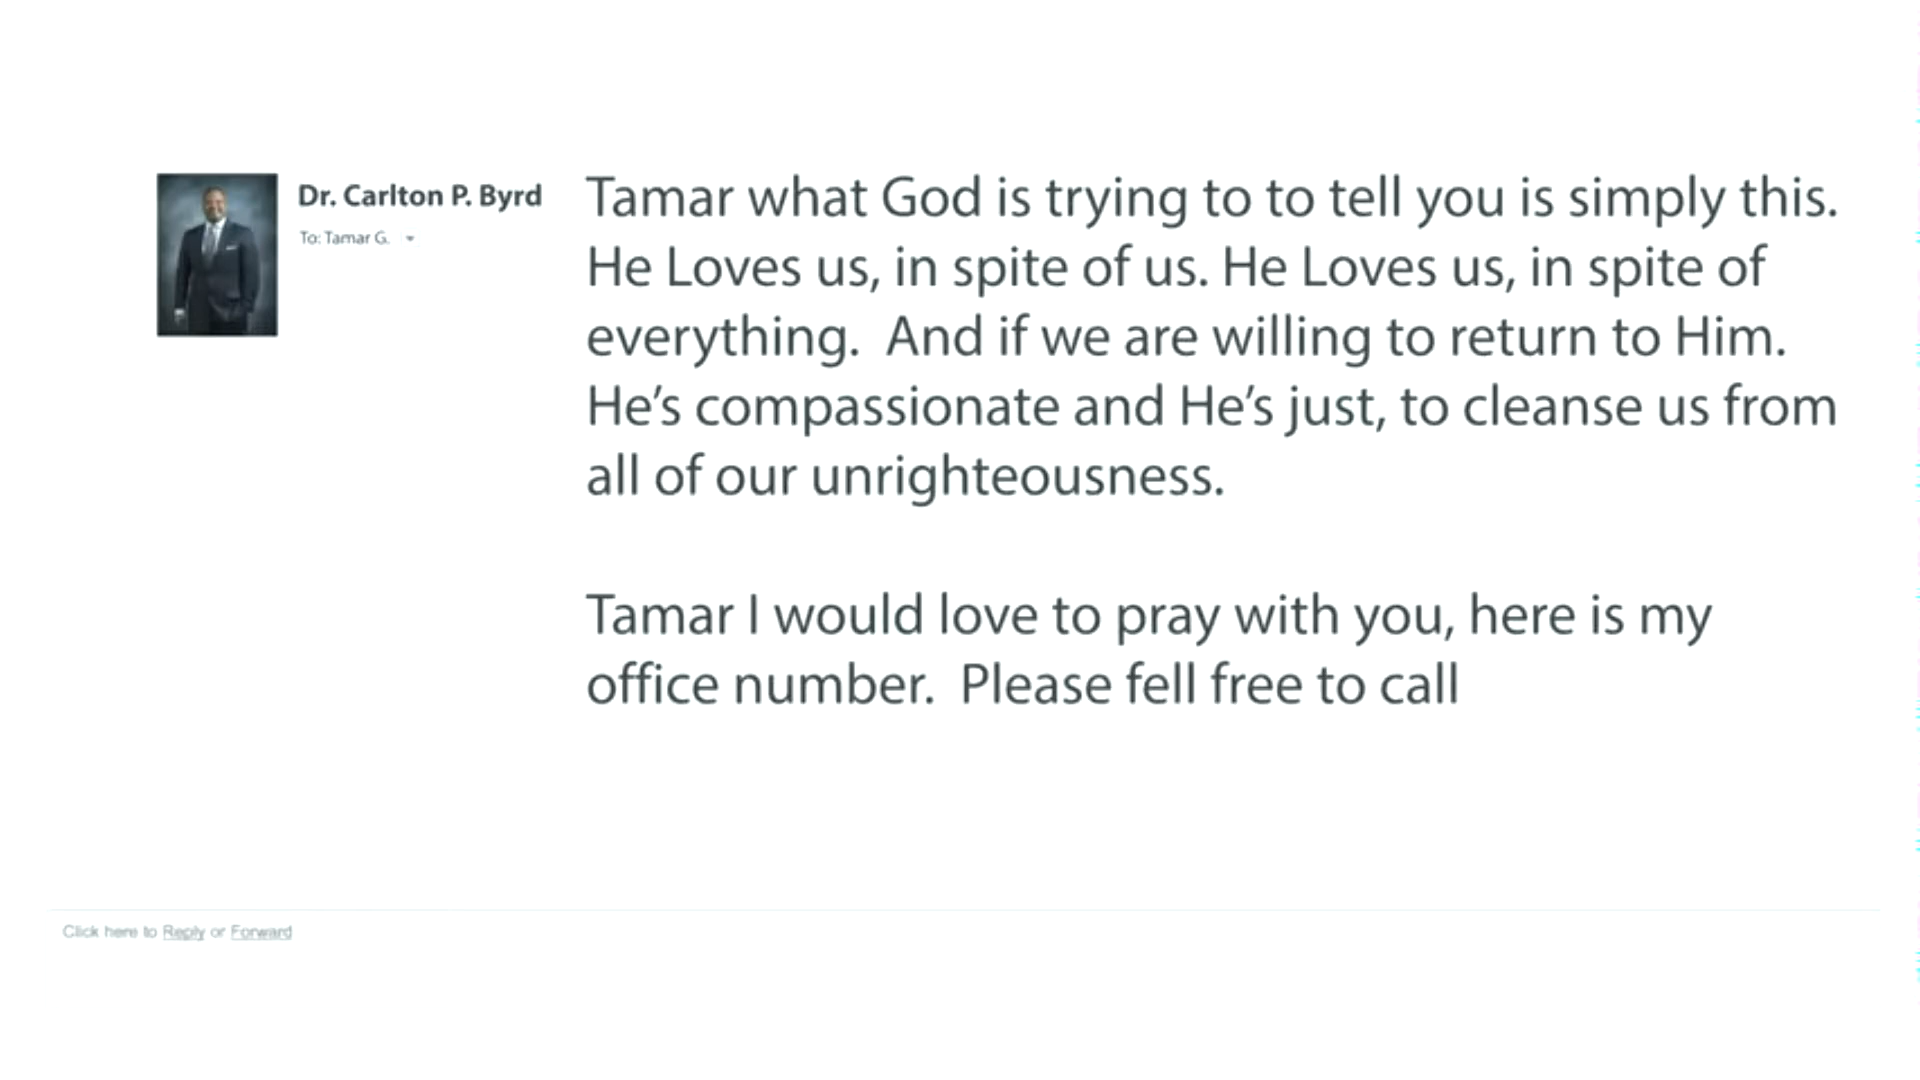 Dr. Carlton P. Byrd
To: Tamar G.
Tamar what God is trying to to tell you is simply this.
He Loves us, in spite of us. He Loves us, in spite of
everything.  And if we are willing to return to Him.
He's compassionate and He's just, to cleanse us from
all of our unrighteousness.
Tamar I would love to pray with you, here is my
office number.  Please fell free to call
Click here to Reply or Forward